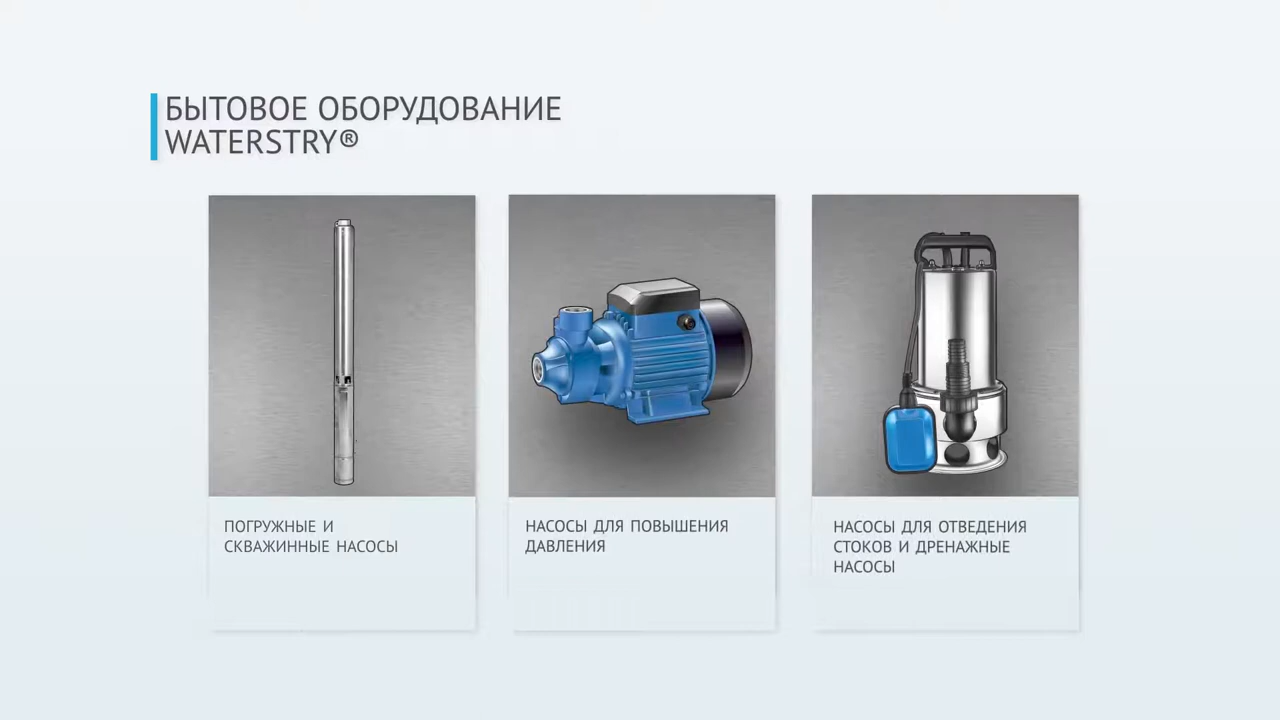 БЫТОВОЕ ОБОРУДОВАНИЕ
WATERSTRY®
ПОГРУЖНЫЕ И
СКВАЖИННЫЕ НАСОСЫ
НАСОСЫ ДЛЯ ПОВЫШЕНИЯ
ДАВЛЕНИЯ
НАСОСЫ ДЛЯ ОТВЕДЕНИЯ
СТОКОВ И ДРЕНАЖНЫЕ
НАСОСЫ